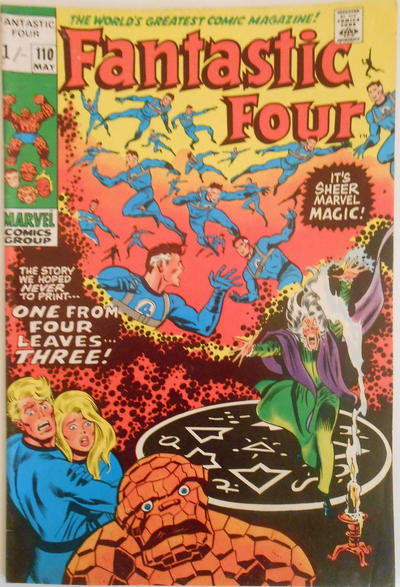 FANTASTIC
FOUR
THE WORLD'S GREATEST COMIC MAGAZINE!
1/-
110
MAY
Fantastic
Four
MARVEL
COMICS
GROUP
IT'S
SHEER
MARVEL
MAGIC!
THE STORY
WE HOPED
NEVER
TO PRINT...
ONE FROM
FOUR
LEAVES...
THREE!
4